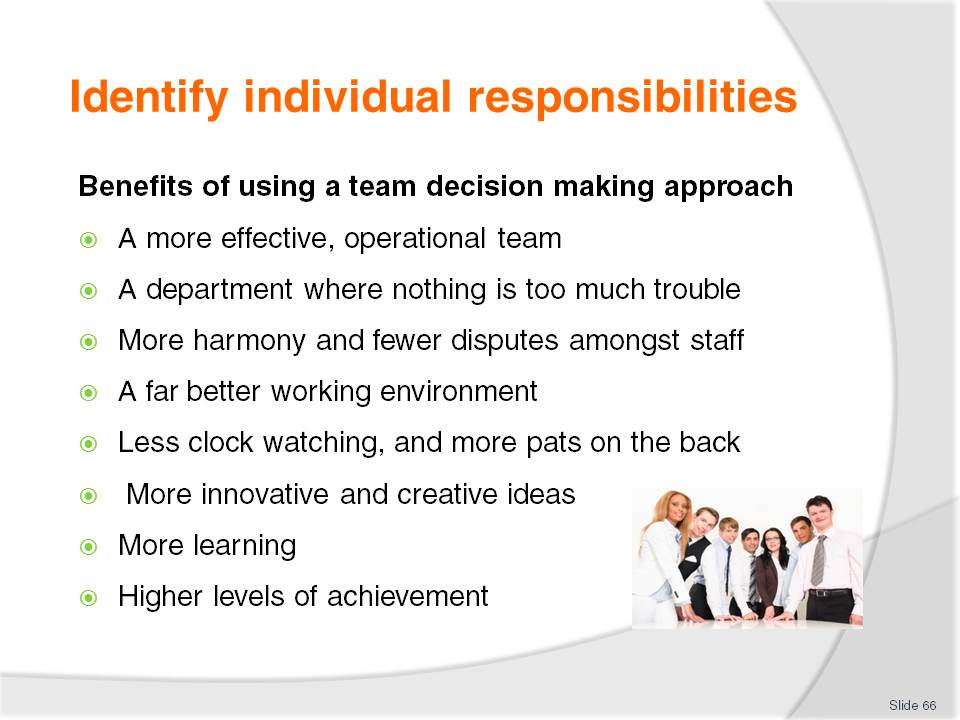 Identify individual responsibilities
Benefits of using a team decision making approach
A more effective, operational team
A department where nothing is too much trouble
More harmony and fewer disputes amongst staff
A far better working environment
Less clock watching, and more pats on the back
More innovative and creative ideas
More learning
Higher levels of achievement
Slide 66